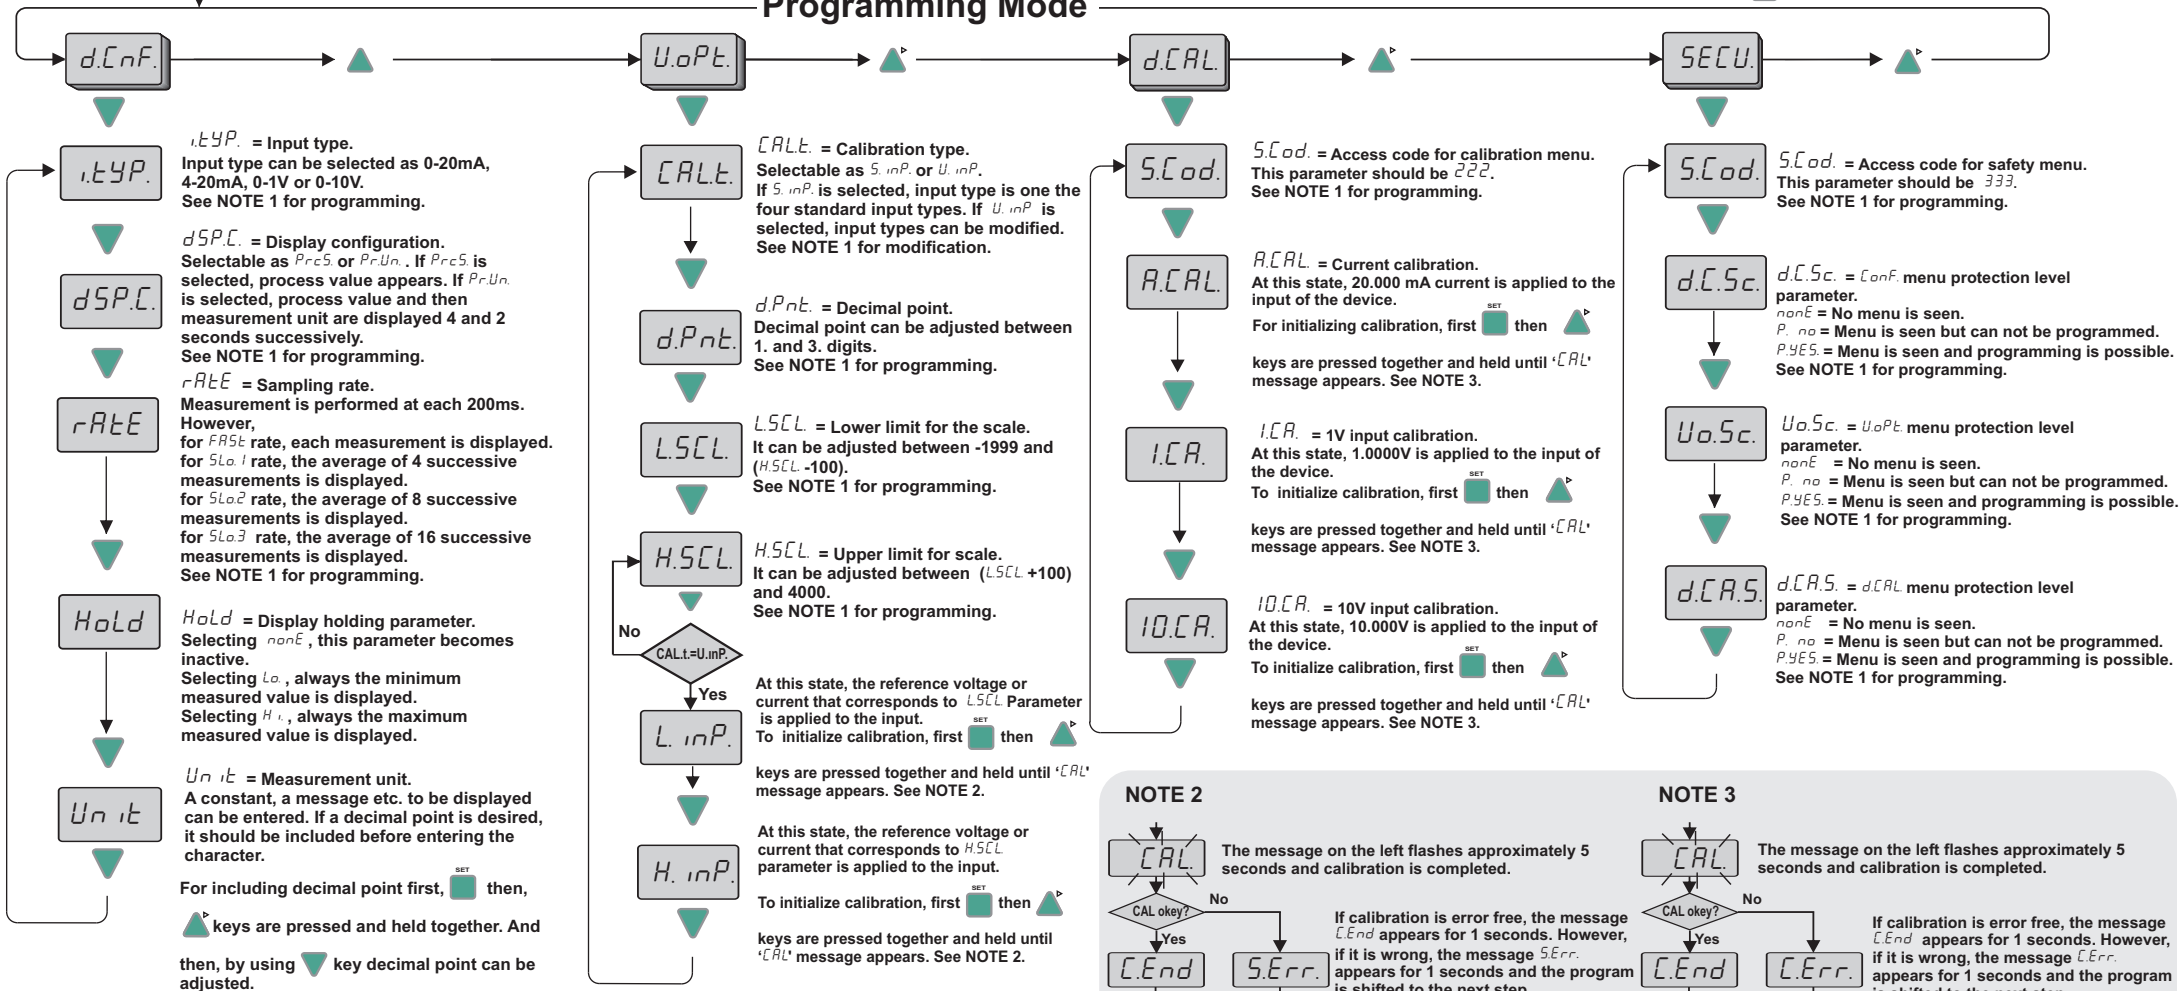 Programming Mode
d.CnF.
U.oPt.
d.CAL.
SECU.
ı.tYP.
ı.tYP. = Input type.
Input type can be selected as 0-20mA,
4-20mA, 0-1V or 0-10V.
See NOTE 1 for programming.
dSP.C.
dSP.C. = Display configuration.
Selectable as PrcS. or Pr.Un. . If PrcS. is
selected, process value appears. If Pr.Un.
is selected, process value and then
measurement unit are displayed 4 and 2
seconds successively.
See NOTE 1 for programming.
rAtE
rAtE = Sampling rate.
Measurement is performed at each 200ms.
However,
for FASt rate, each measurement is displayed.
for SLo.1 rate, the average of 4 successive
measurements is displayed.
for SLo.2 rate, the average of 8 successive
measurements is displayed.
for SLo.3 rate, the average of 16 successive
measurements is displayed.
See NOTE 1 for programming.
HoLd
HoLd = Display holding parameter.
Selecting nonE , this parameter becomes
inactive.
Selecting Lo. , always the minimum
measured value is displayed.
Selecting H ı. , always the maximum
measured value is displayed.
Un ıt
Un ıt = Measurement unit.
A constant, a message etc. to be displayed
can be entered. If a decimal point is desired,
it should be included before entering the
character.
SET
For including decimal point first, then,
keys are pressed and held together. And
then, by using key decimal point can be
adjusted.
CAL.t.
CAL.t. = Calibration type.
Selectable as S. ınP. or U. ınP.
If S. ınP. is selected, input type is one the
four standard input types. If U. ınP is
selected, input types can be modified.
See NOTE 1 for modification.
d.Pnt.
d.Pnt. = Decimal point.
Decimal point can be adjusted between
1. and 3. digits.
See NOTE 1 for programming.
L.SCL.
L.SCL. = Lower limit for the scale.
It can be adjusted between -1999 and
(H.SCL. -100).
See NOTE 1 for programming.
H.SCL.
H.SCL. = Upper limit for scale.
It can be adjusted between (L.SCL. +100)
and 4000.
See NOTE 1 for programming.
No
CAL.t.=U.ınP.
Yes
L. ınP.
At this state, the reference voltage or
current that corresponds to L.SCL. Parameter
is applied to the input.
SET
To initialize calibration, first then
keys are pressed together and held until ‘CAL'
message appears. See NOTE 2.
H. ınP.
At this state, the reference voltage or
current that corresponds to H.SCL.
parameter is applied to the input.
SET
To initialize calibration, first then
keys are pressed together and held until
‘CAL' message appears. See NOTE 2.
S.Cod.
S.Cod. = Access code for calibration menu.
This parameter should be 222.
See NOTE 1 for programming.
A.CAL.
A.CAL. = Current calibration.
At this state, 20.000 mA current is applied to the
input of the device.
SET
For initializing calibration, first then
keys are pressed together and held until ‘CAL'
message appears. See NOTE 3.
1.CA.
1.CA. = 1V input calibration.
At this state, 1.0000V is applied to the input of
the device.
SET
To initialize calibration, first then
keys are pressed together and held until ‘CAL'
message appears. See NOTE 3.
10.CA.
10.CA. = 10V input calibration.
At this state, 10.000V is applied to the input of
the device.
SET
To initialize calibration, first then
keys are pressed together and held until ‘CAL'
message appears. See NOTE 3.
S.Cod.
S.Cod. = Access code for safety menu.
This parameter should be 333.
See NOTE 1 for programming.
d.C.Sc.
d.C.Sc. = ConF. menu protection level
parameter.
nonE = No menu is seen.
P. no = Menu is seen but can not be programmed.
P.YES. = Menu is seen and programming is possible.
See NOTE 1 for programming.
Uo.Sc.
Uo.Sc. = U.oPt. menu protection level
parameter.
nonE = No menu is seen.
P. no = Menu is seen but can not be programmed.
P.YES. = Menu is seen and programming is possible.
See NOTE 1 for programming.
d.CA.S.
d.CA.S. = d.CAL. menu protection level
parameter.
nonE = No menu is seen.
P. no = Menu is seen but can not be programmed.
P.YES. = Menu is seen and programming is possible.
See NOTE 1 for programming.
NOTE 2
CAL.
The message on the left flashes approximately 5
seconds and calibration is completed.
CAL okey?
No
Yes
C.End
S.Err.
If calibration is error free, the message
C.End appears for 1 seconds. However,
if it is wrong, the message S.Err.
appears for 1 seconds and the program
is shifted to the next step
NOTE 3
CAL.
The message on the left flashes approximately 5
seconds and calibration is completed.
CAL okey?
No
Yes
C.End
C.Err.
If calibration is error free, the message
C.End appears for 1 seconds. However,
if it is wrong, the message C.Err.
appears for 1 seconds and the program
is shifted to the next step